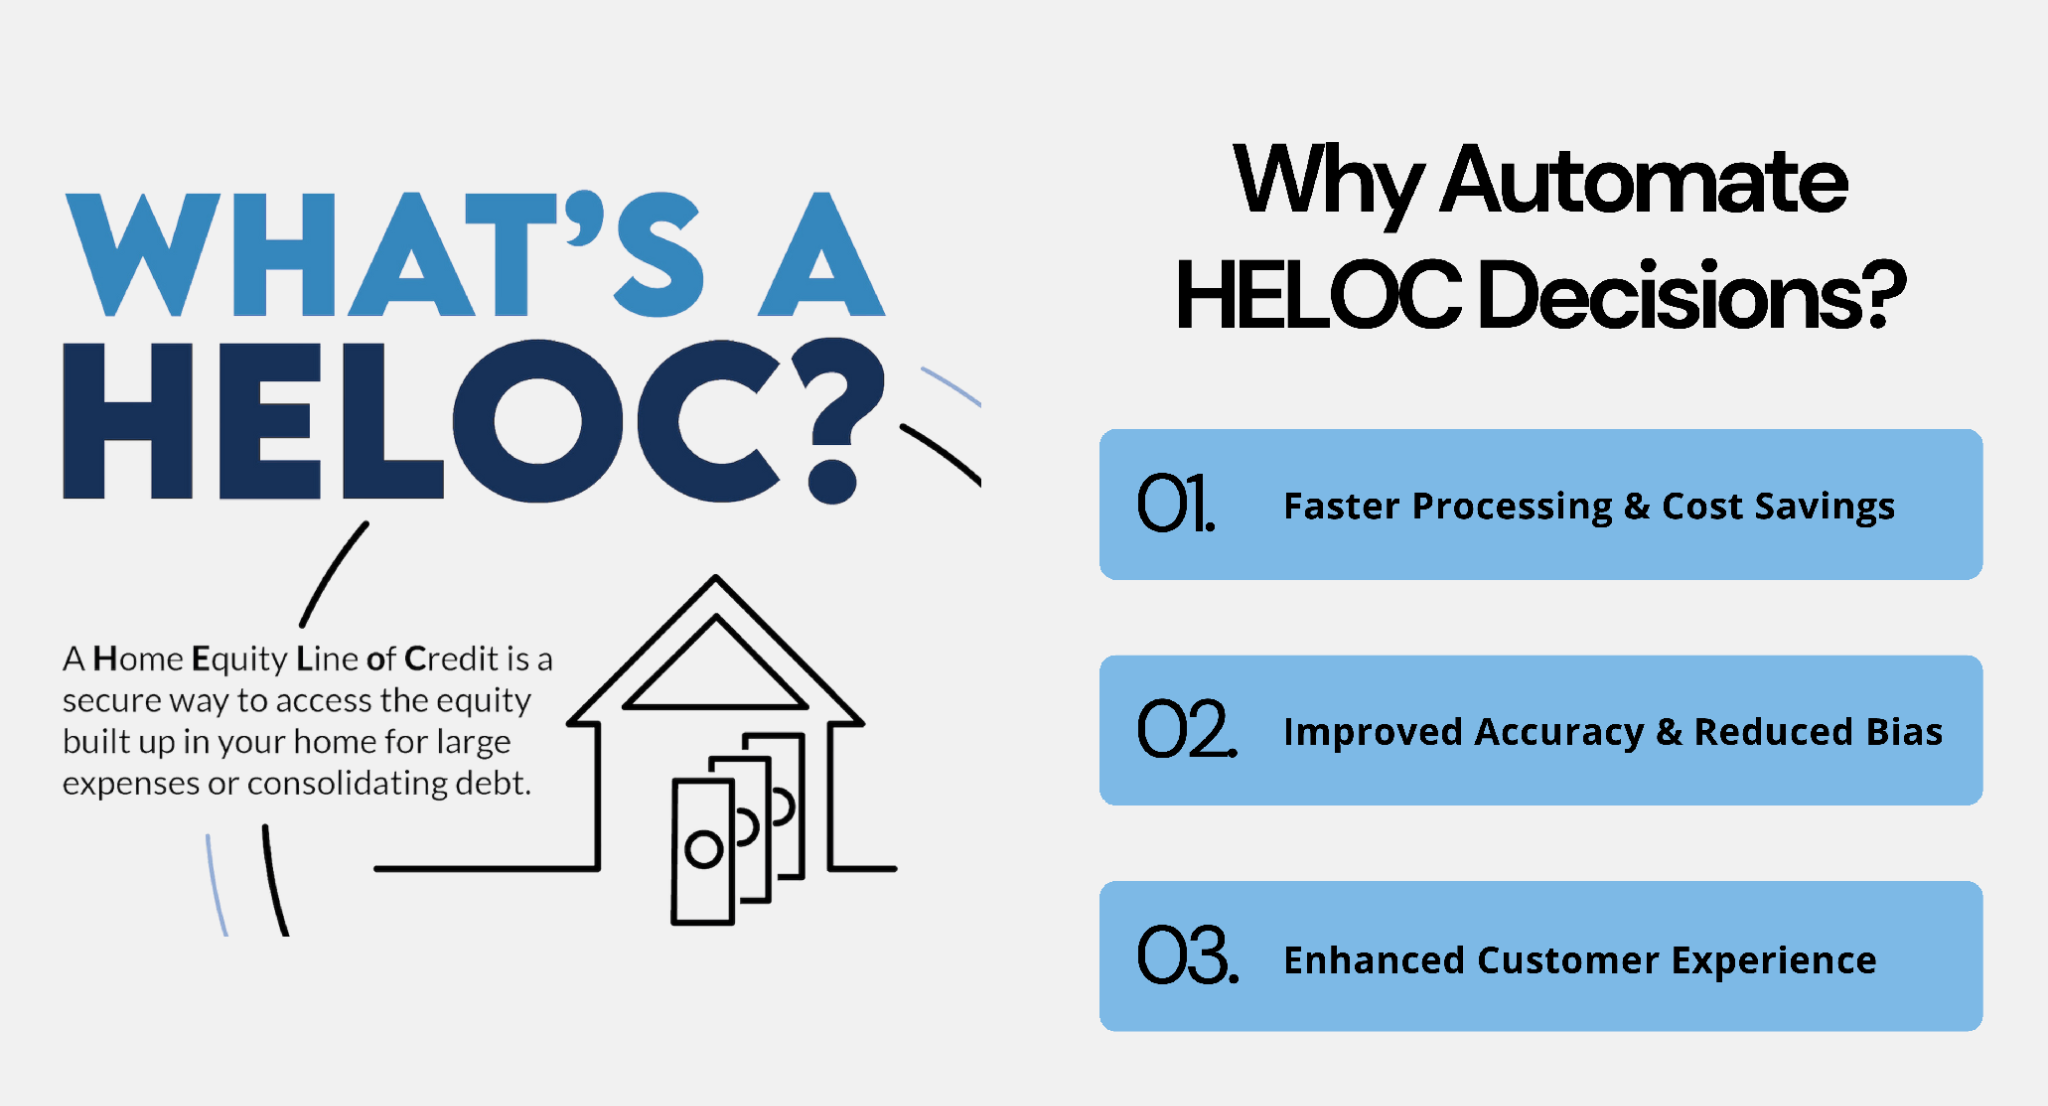 WHAT'S A
HELOC?
A Home Equity Line of Credit is a
secure way to access the equity
built up in your home for large
expenses or consolidating debt.
Why Automate
HELOC Decisions?
01. Faster Processing & Cost Savings
02. Improved Accuracy & Reduced Bias
03. Enhanced Customer Experience